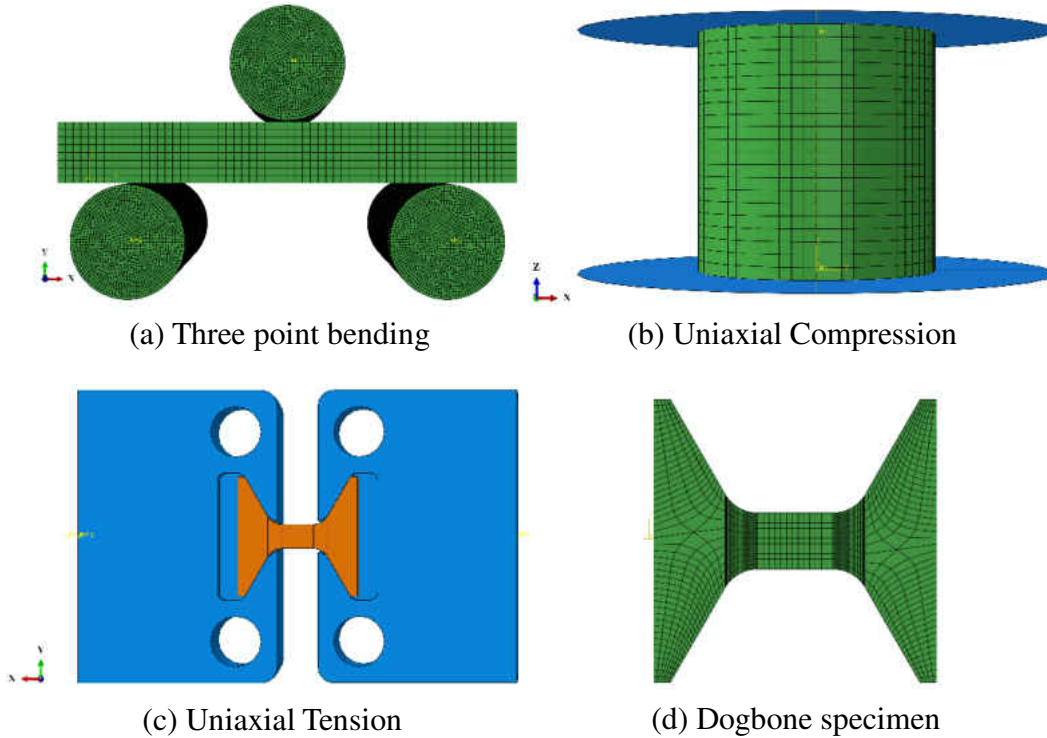 Y
X
(a) Three point bending
Z
X
(b) Uniaxial Compression
Y
X
(c) Uniaxial Tension
(d) Dogbone specimen